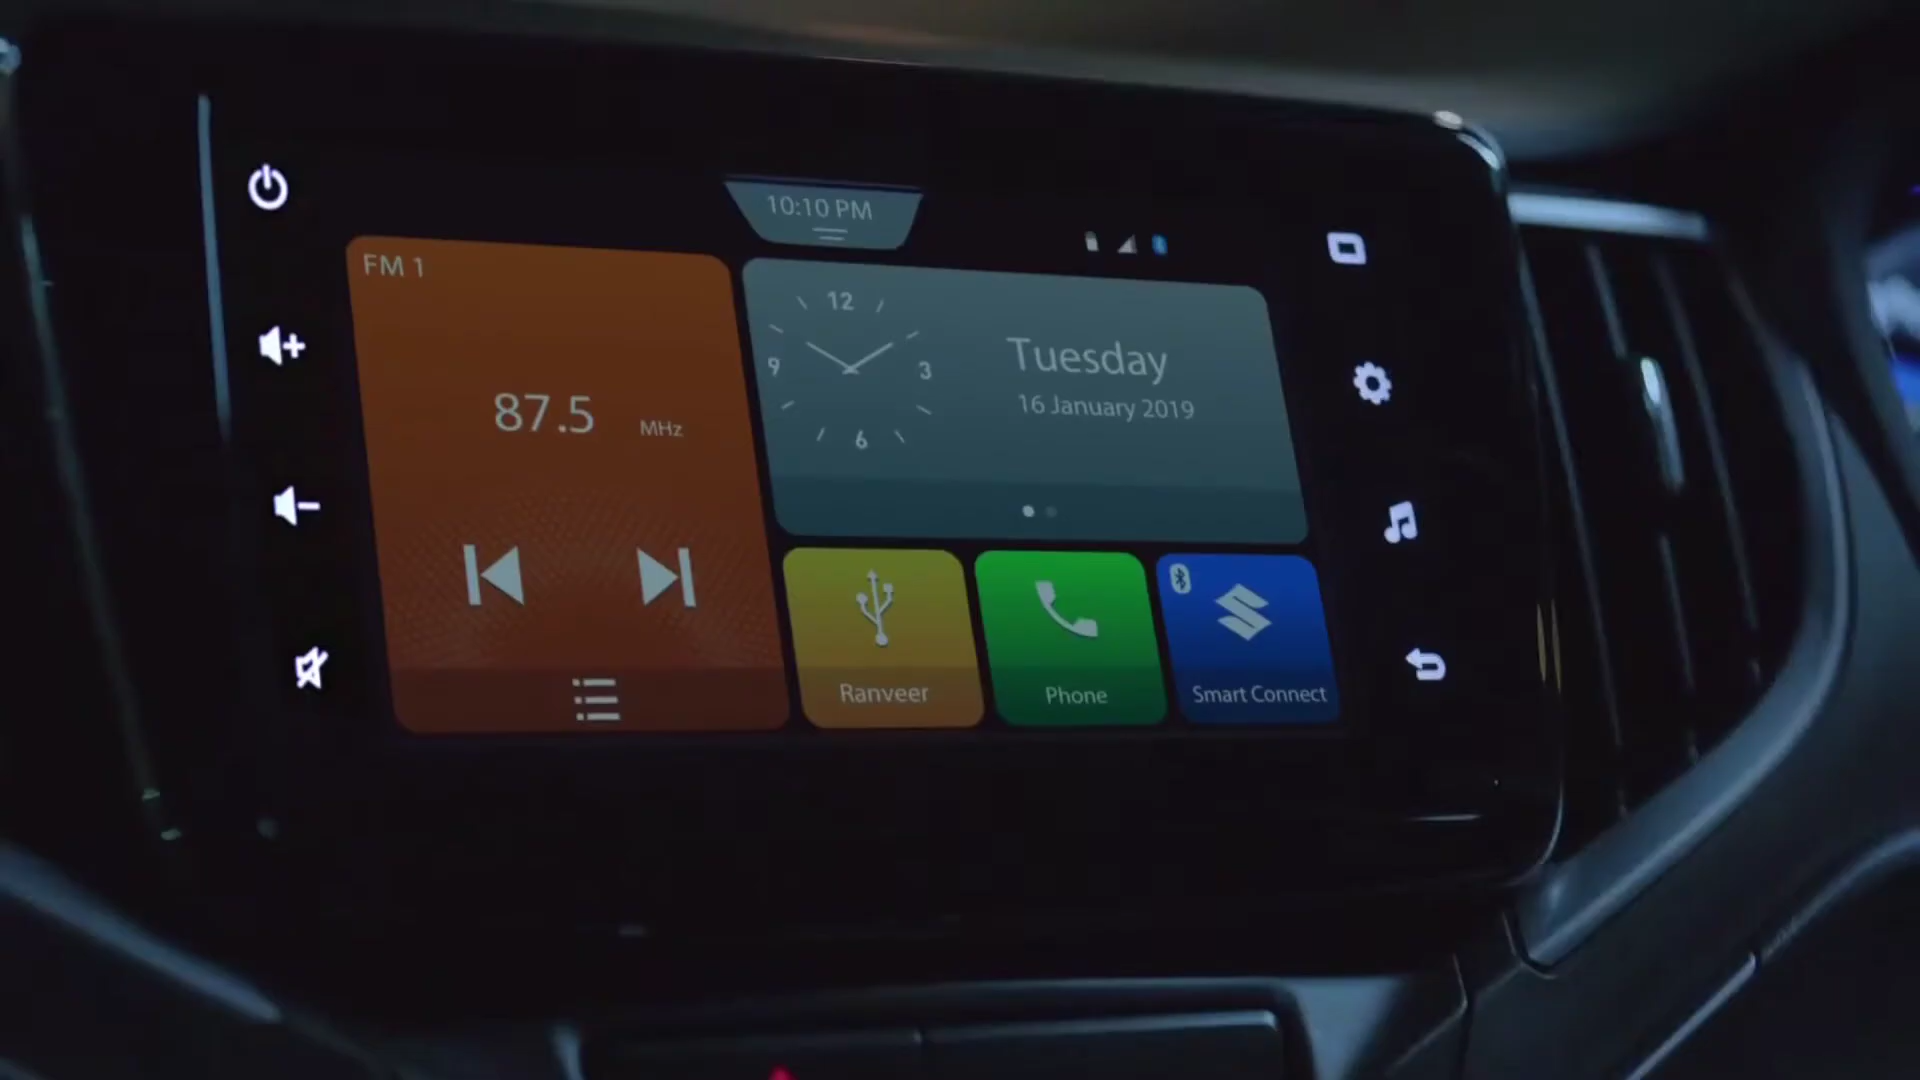 10:10 PM
FM 1
87.5 MHz
12
9
3
6
Tuesday
16 January 2019
Ranveer
Phone
Smart Connect